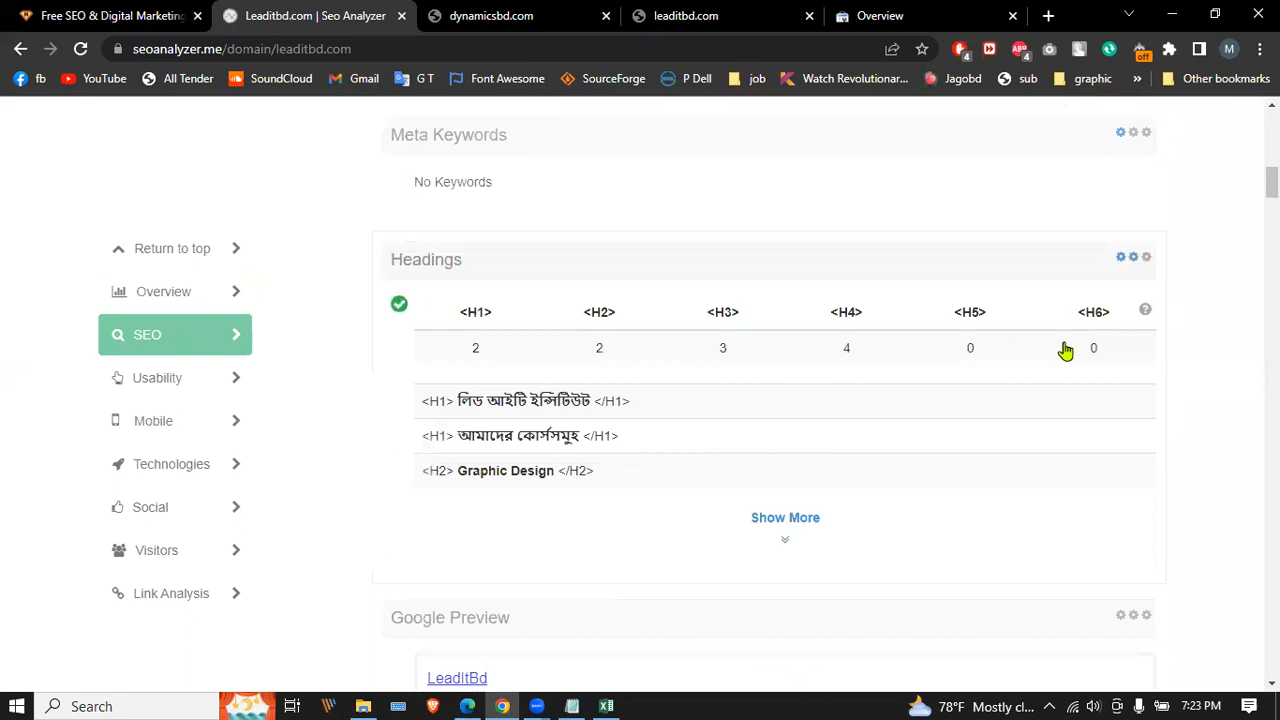 Free SEO & Digital Marketing
leaditbd.com | Seo Analyzer
dynamicsbd.com
leaditbd.com
Overview
seoanalyzer.me/domain/leaditbd.com
4
4
off
M
fb
YouTube
All Tender
SoundCloud
Gmail
G T
Font Awesome
SourceForge
P Dell
job
Watch Revolutionar...
Jagobd
sub
graphic
»
Other bookmarks
Meta Keywords
No Keywords
Return to top
Overview
SEO
Usability
Mobile
Technologies
Social
Visitors
Link Analysis
Headings
<H1> <H2> <H3> <H4> <H5> <H6>
2 2 3 4 0 0
<H1> লিড আইটি ইন্সিটিউট </H1>
<H1> আমাদের কোর্সসমুহ </H1>
<H2> Graphic Design </H2>
Show More
Google Preview
LeaditBd
Search
78°F Mostly cl...
7:23 PM